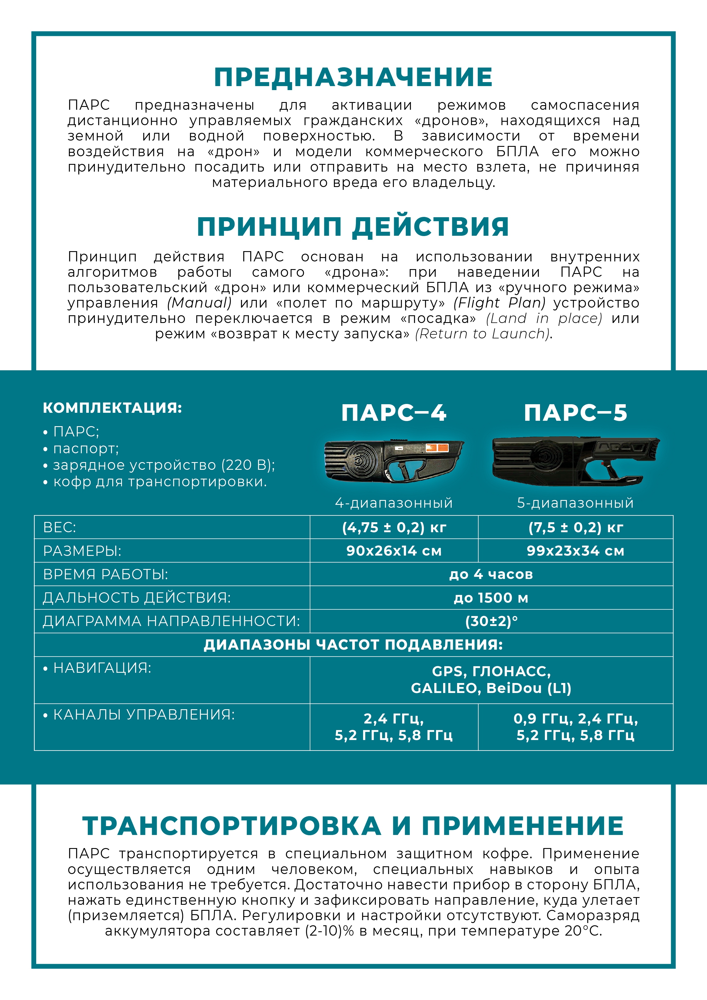 ПРЕДНАЗНАЧЕНИЕ
ПАРС предназначены для активации режимов самоспасения
дистанционно управляемых гражданских «дронов», находящихся над
земной или водной поверхностью. В зависимости от времени
воздействия на «дрон» и модели коммерческого БПЛА его можно
принудительно посадить или отправить на место взлета, не причиняя
материального вреда его владельцу.
ПРИНЦИП ДЕЙСТВИЯ
Принцип действия ПАРС основан на использовании внутренних
алгоритмов работы самого «дрона»: при наведении ПАРС на
пользовательский «дрон» или коммерческий БПЛА из «ручного режима»
управления (Manual) или «полет по маршруту» (Flight Plan) устройство
принудительно переключается в режим «посадка» (Land in place) или
режим «возврат к месту запуска» (Return to Launch).
КОМПЛЕКТАЦИЯ:
• ПАРС;
• паспорт;
• зарядное устройство (220 В);
• кофр для транспортировки.
ПАРС–4 ПАРС–5
4-диапазонный 5-диапазонный
ВЕС: (4,75 ± 0,2) кг (7,5 ± 0,2) кг
РАЗМЕРЫ: 90х26х14 см 99х23х34 см
ВРЕМЯ РАБОТЫ: до 4 часов
ДАЛЬНОСТЬ ДЕЙСТВИЯ: до 1500 м
ДИАГРАММА НАПРАВЛЕННОСТИ: (30±2)°
ДИАПАЗОНЫ ЧАСТОТ ПОДАВЛЕНИЯ:
• НАВИГАЦИЯ: GPS, ГЛОНАСС,
GALILEO, BeiDou (L1)
• КАНАЛЫ УПРАВЛЕНИЯ: 2,4 ГГц, 0,9 ГГц, 2,4 ГГц,
5,2 ГГц, 5,8 ГГц 5,2 ГГц, 5,8 ГГц
ТРАНСПОРТИРОВКА И ПРИМЕНЕНИЕ
ПАРС транспортируется в специальном защитном кофре. Применение
осуществляется одним человеком, специальных навыков и опыта
использования не требуется. Достаточно навести прибор в сторону БПЛА,
нажать единственную кнопку и зафиксировать направление, куда улетает
(приземляется) БПЛА. Регулировки и настройки отсутствуют. Саморазряд
аккумулятора составляет (2-10)% в месяц, при температуре 20°C.